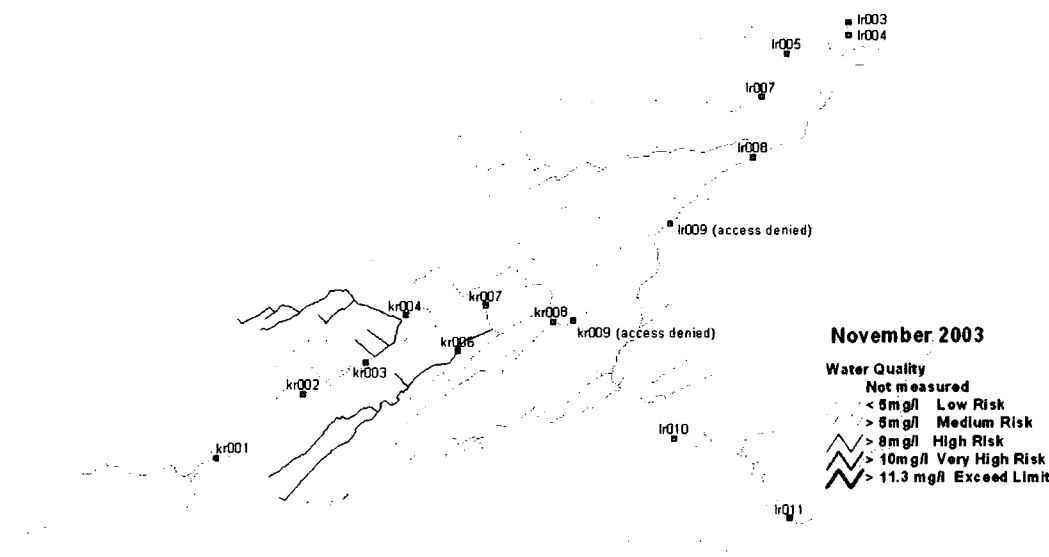 lr003
lr004
lr005
lr007
lr008
lr009 (access denied)
kr007
kr004
kr008
kr009 (access denied)
kr006
kr003
kr002
kr001
lr010
lr011
November 2003
Water Quality
Not measured
< 5mg/l Low Risk
> 5mg/l Medium Risk
> 8mg/l High Risk
> 10mg/l Very High Risk
> 11.3 mg/l Exceed Limit